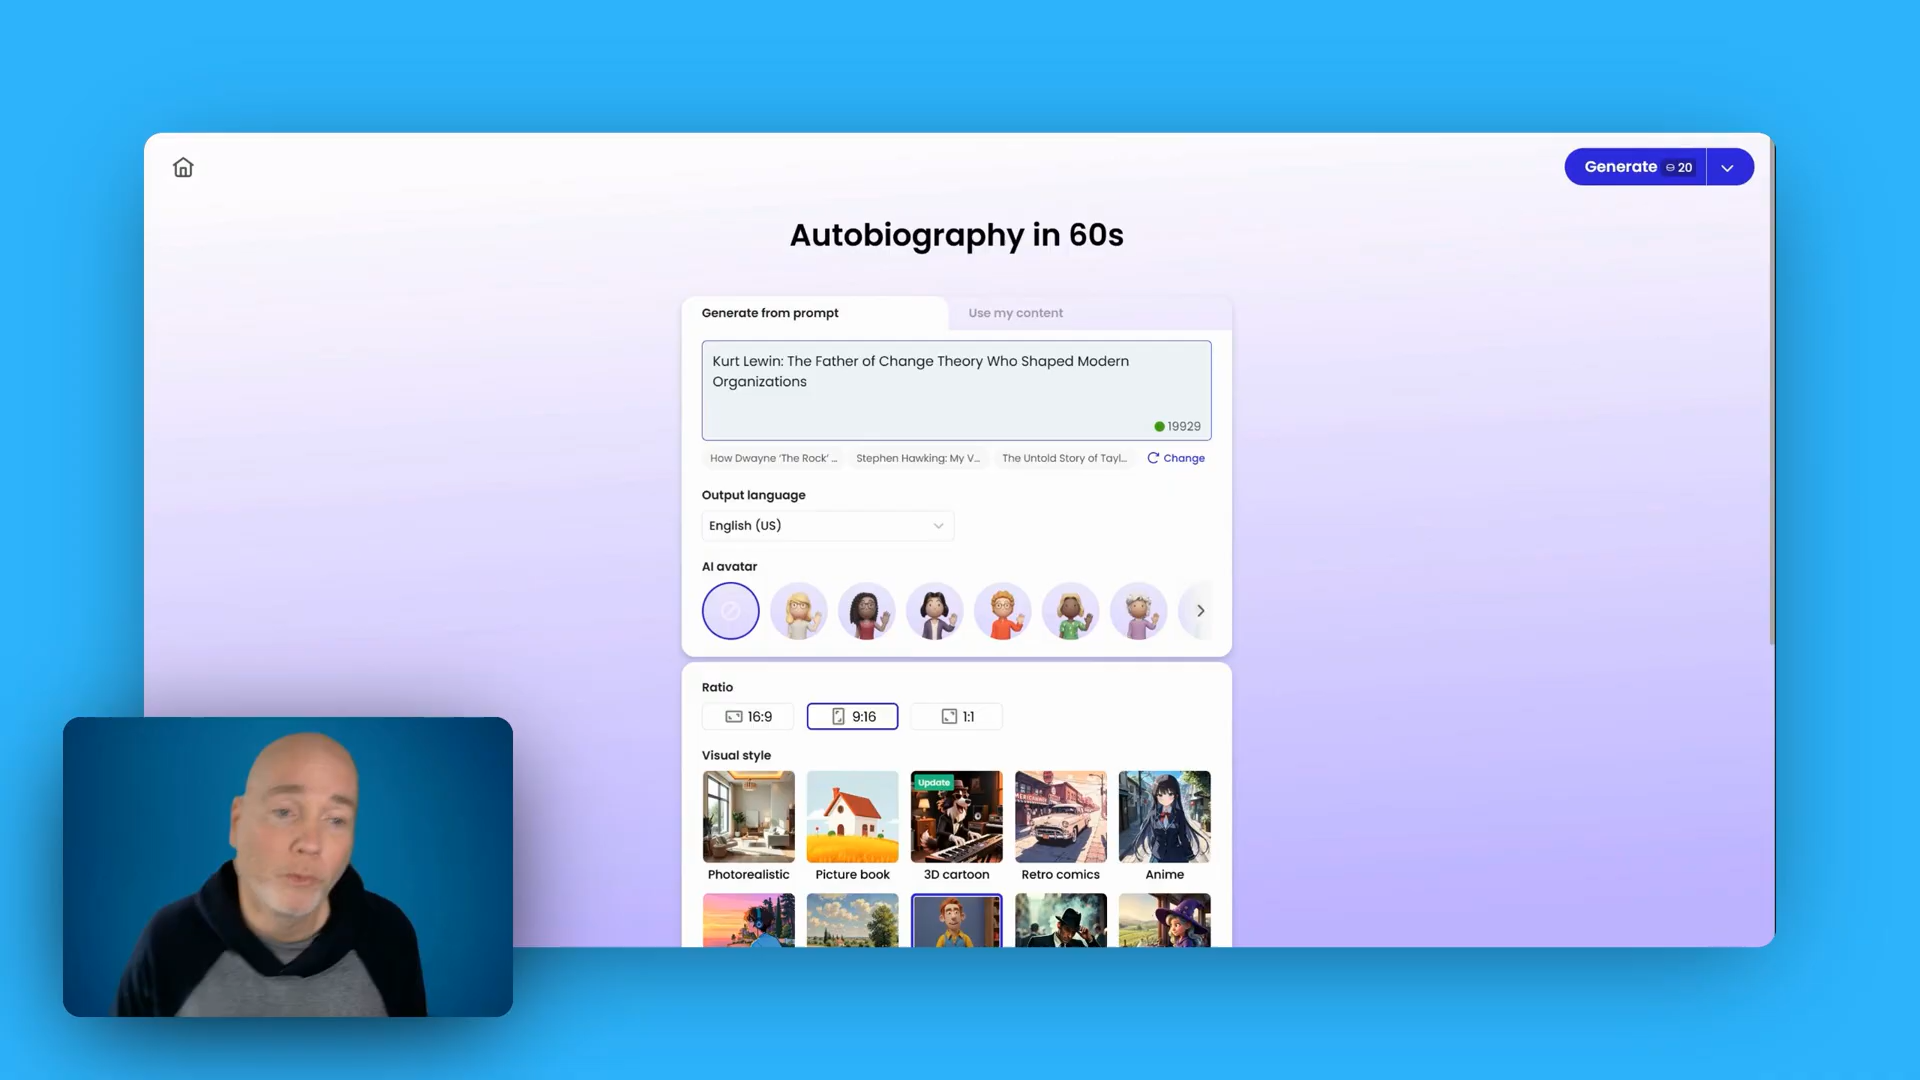 Generate 20
Autobiography in 60s
Generate from prompt
Use my content
Kurt Lewin: The Father of Change Theory Who Shaped Modern
Organizations
19929
How Dwayne 'The Rock' ...
Stephen Hawking: My V...
The Untold Story of Tayl...
Change
Output language
English (US)
AI avatar
Ratio
16:9
9:16
1:1
Visual style
Update
AMERICAN
Photorealistic
Picture book
3D cartoon
Retro comics
Anime